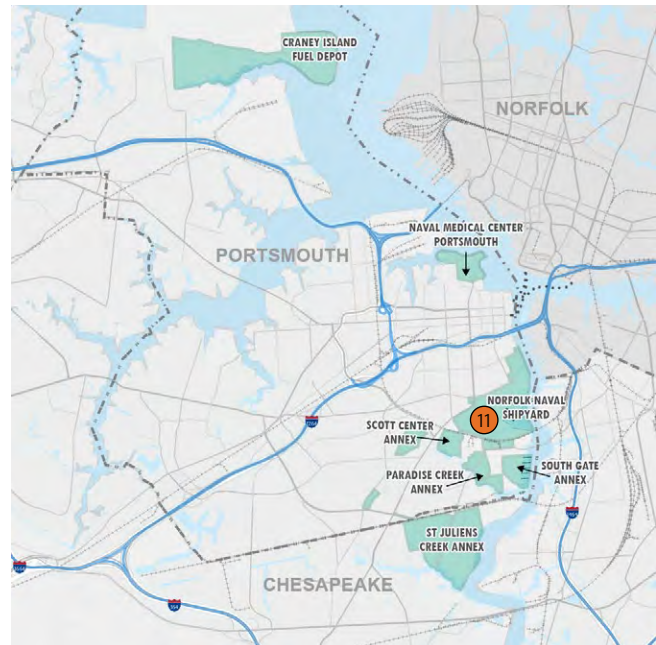 CRANEY ISLAND
FUEL DEPOT
NORFOLK
NAVAL MEDICAL CENTER
PORTSMOUTH
PORTSMOUTH
NORFOLK NAVAL
SHIPYARD
11
SCOTT CENTER
ANNEX
PARADISE CREEK
ANNEX
SOUTH GATE
ANNEX
ST JULIENS
CREEK ANNEX
CHESAPEAKE